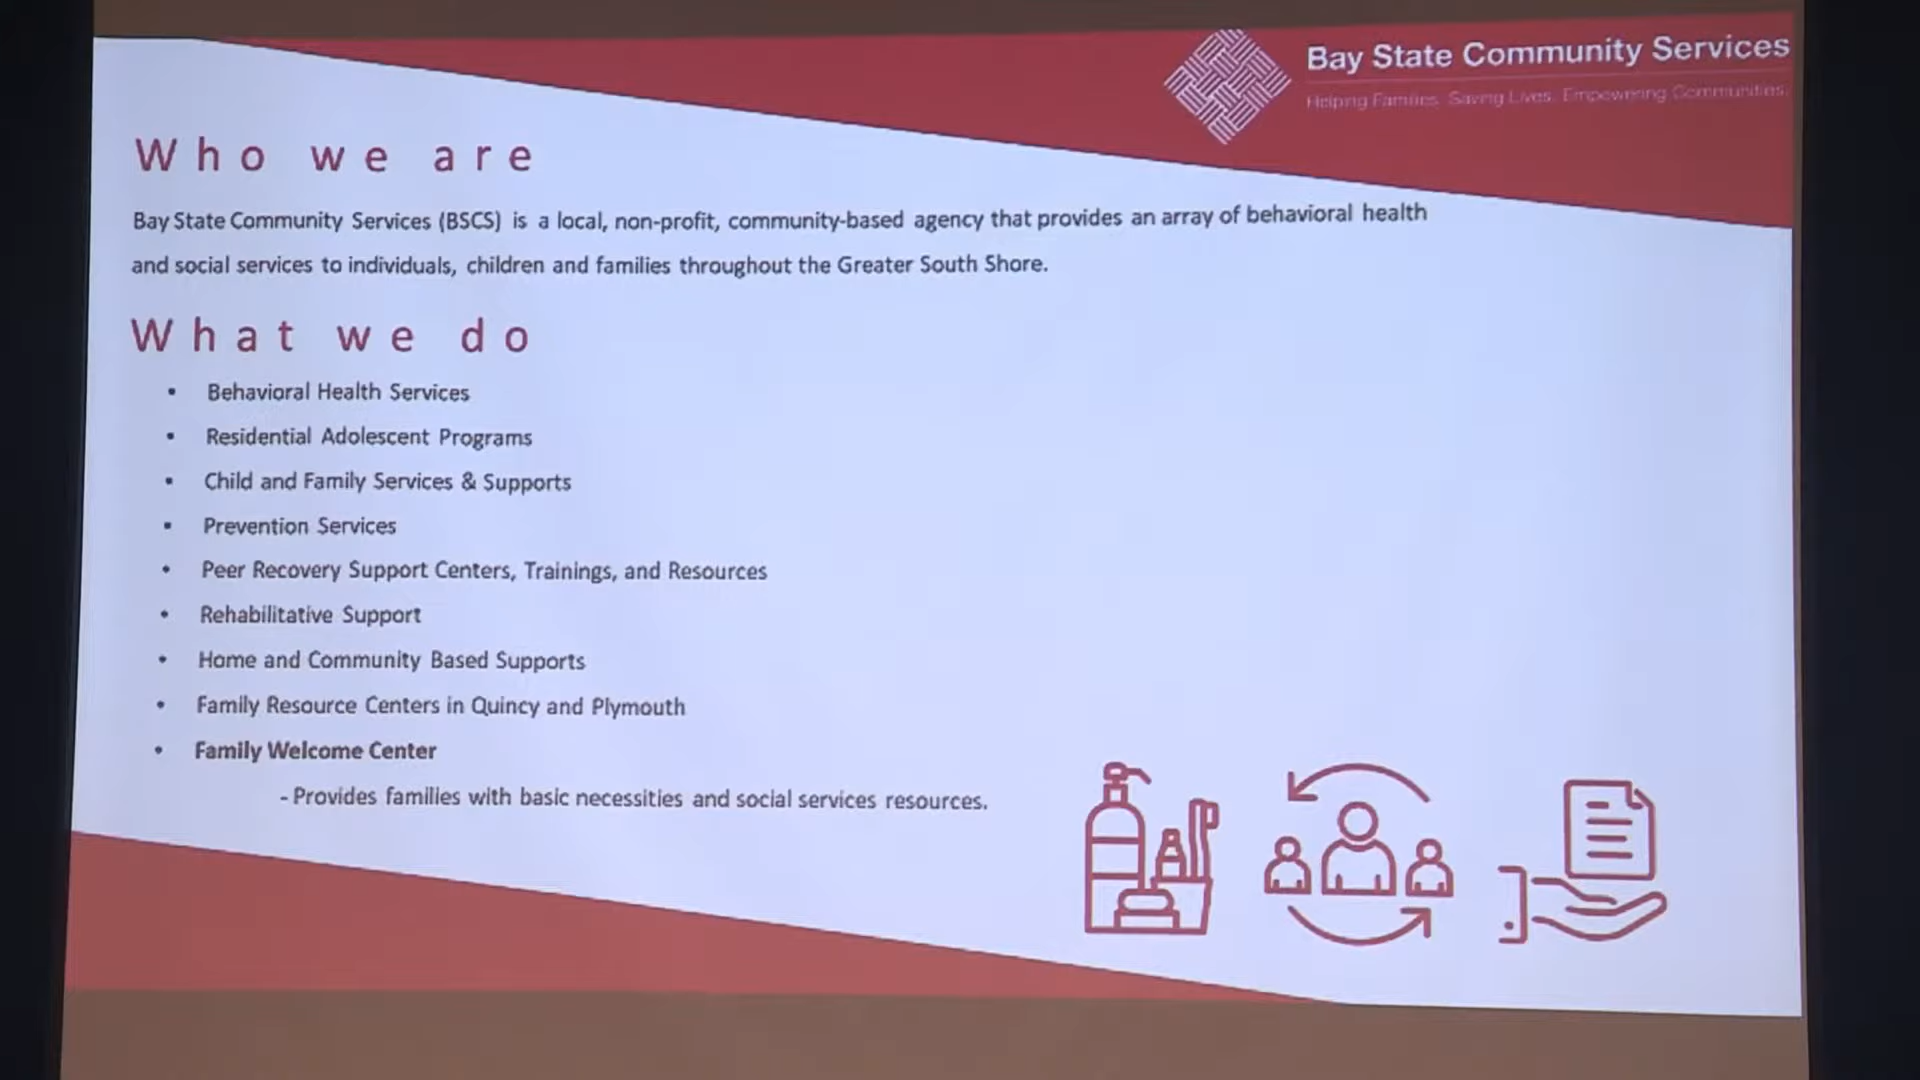 Bay State Community Services
Helping Families. Saving Lives. Empowering Communities.
Who we are
Bay State Community Services (BSCS) is a local, non-profit, community-based agency that provides an array of behavioral health
and social services to individuals, children and families throughout the Greater South Shore.
What we do
• Behavioral Health Services
• Residential Adolescent Programs
• Child and Family Services & Supports
• Prevention Services
• Peer Recovery Support Centers, Trainings, and Resources
• Rehabilitative Support
• Home and Community Based Supports
• Family Resource Centers in Quincy and Plymouth
• Family Welcome Center
- Provides families with basic necessities and social services resources.